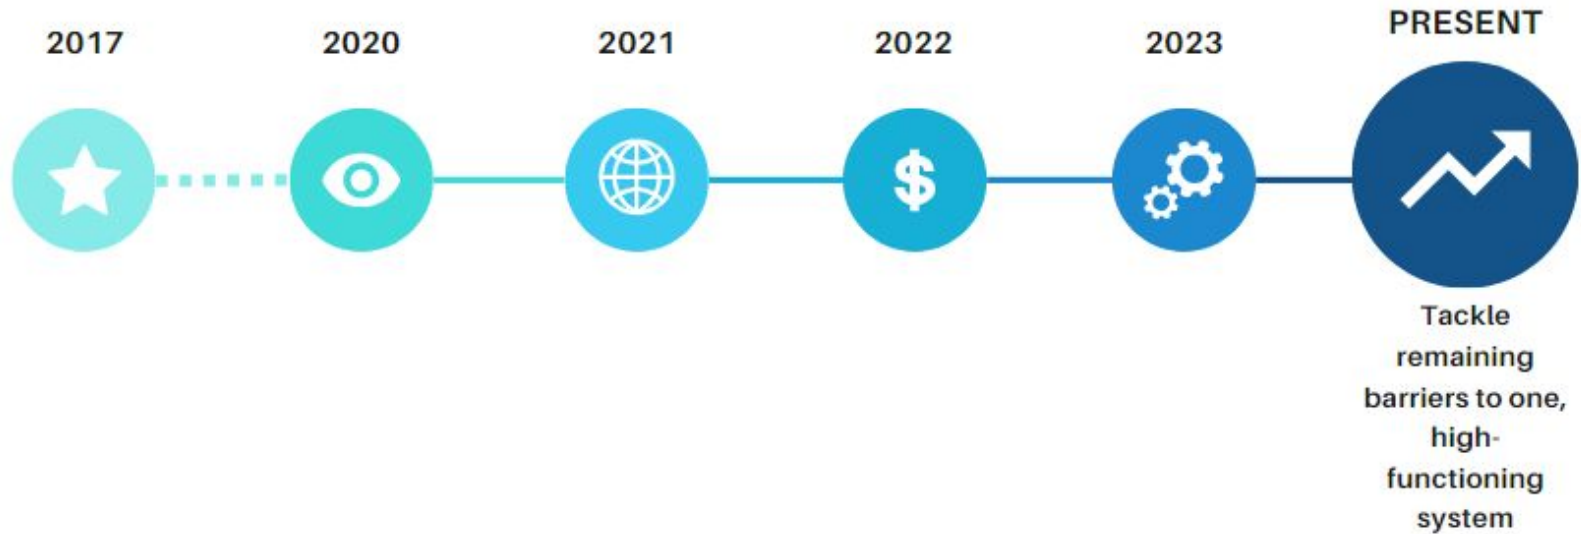 2017
2020
2021
2022
2023
PRESENT
$
Tackle
remaining
barriers to one,
high-
functioning
system